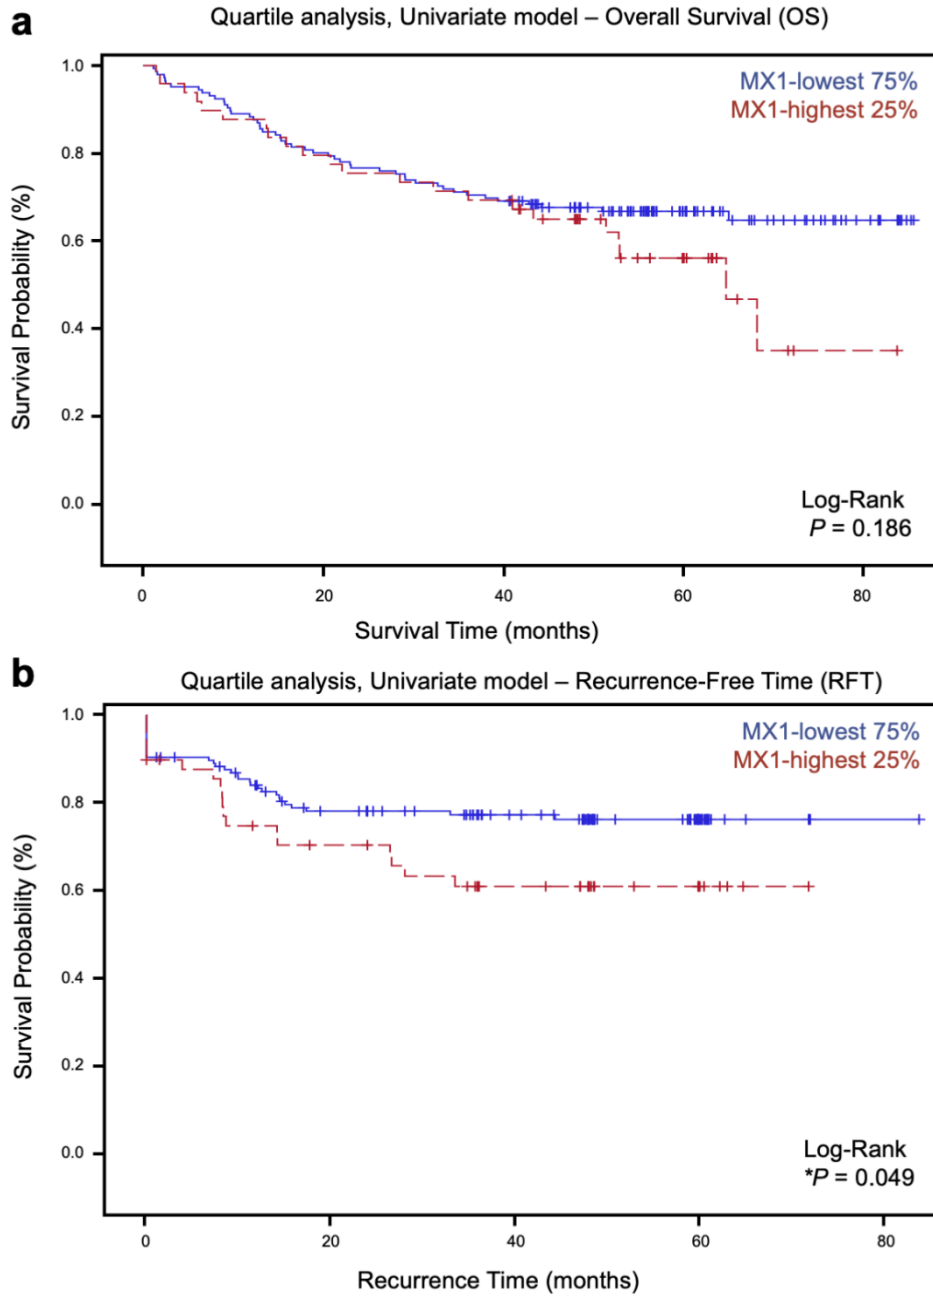 a
Quartile analysis, Univariate model – Overall Survival (OS)
MX1-lowest 75%
MX1-highest 25%
1.0
0.8
0.6
0.4
0.2
0.0
Survival Probability (%)
Log-Rank
P = 0.186
0 20 40 60 80
Survival Time (months)
b
Quartile analysis, Univariate model – Recurrence-Free Time (RFT)
MX1-lowest 75%
MX1-highest 25%
1.0
0.8
0.6
0.4
0.2
0.0
Survival Probability (%)
Log-Rank
*P = 0.049
0 20 40 60 80
Recurrence Time (months)